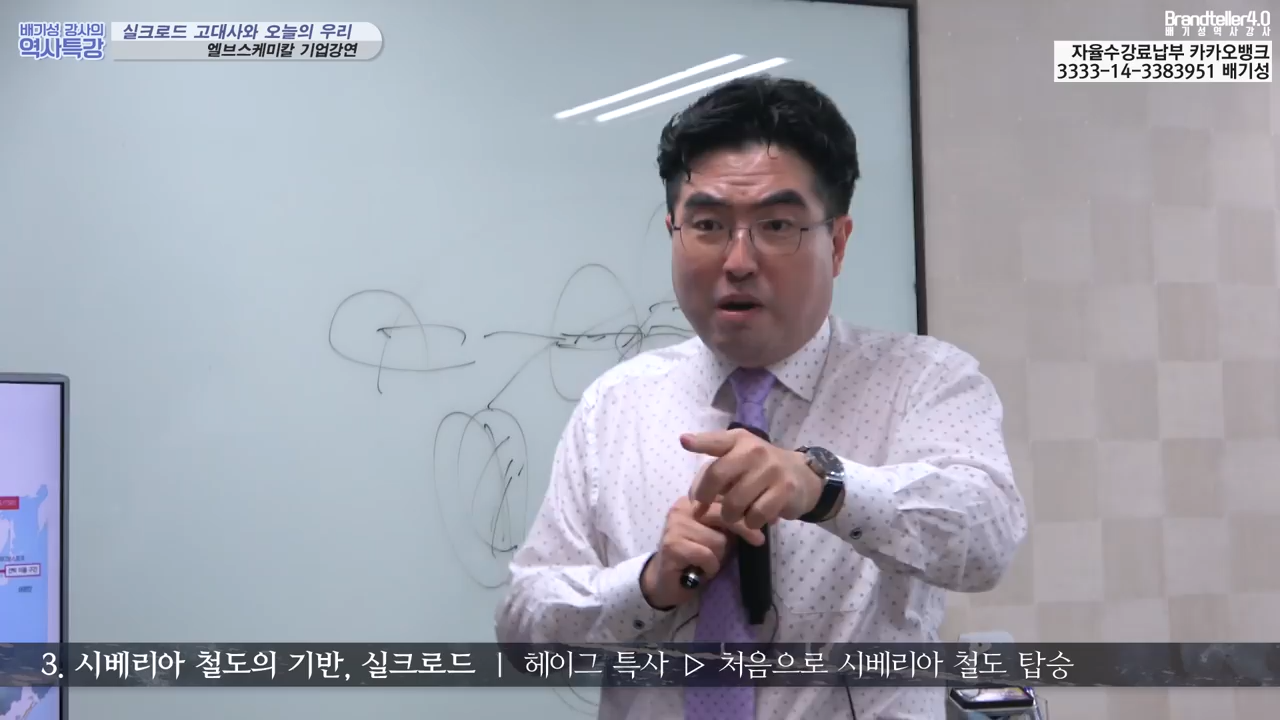 배기성 강사의
역사특강
실크로드 고대사와 오늘의 우리
엘브스케미칼 기업강연
Brandteller4.0
배기성역사강사
자율수강료납부 카카오뱅크
3333-14-3383951 배기성
3. 시베리아 철도의 기반, 실크로드 | 헤이그 특사 ▷ 처음으로 시베리아 철도 탑승